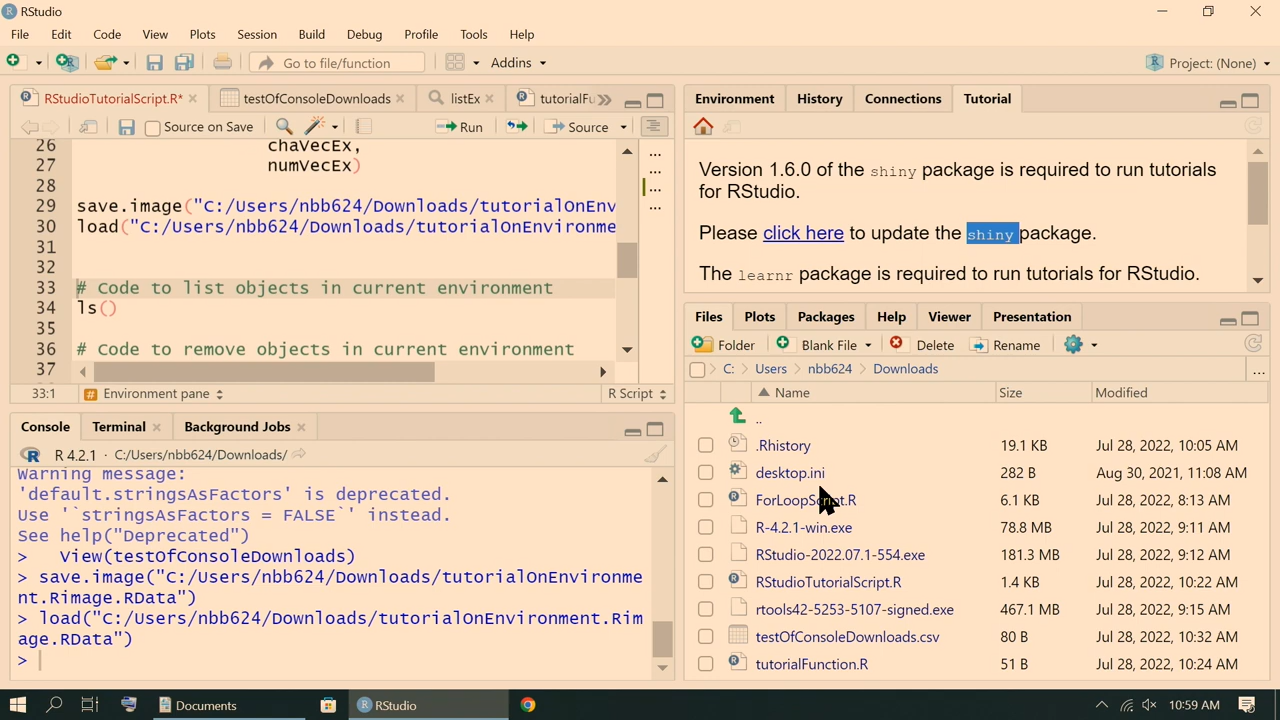 RStudio
File Edit Code View Plots Session Build Debug Profile Tools Help
Go to file/function Addins Project: (None)
RStudioTutorialScript.R* testOfConsoleDownloads listEx tutorialFu
Source on Save Run Source
26 chaVecEx,
27 numVecEx)
28
29 save.image("C:/Users/nbb624/Downloads/tutorialOnEnv
30 load("C:/Users/nbb624/Downloads/tutorialOnEnvironme
31
32
33 # Code to list objects in current environment
34 ls()
35
36 # Code to remove objects in current environment
37
33:1 # Environment pane R Script
Console Terminal Background Jobs
R 4.2.1 · C:/Users/nbb624/Downloads/
Warning message:
'default.stringsAsFactors' is deprecated.
Use '`stringsAsFactors = FALSE`' instead.
See help("Deprecated")
>   View(testOfConsoleDownloads)
> save.image("C:/Users/nbb624/Downloads/tutorialOnEnvironme
nt.Rimage.RData")
> load("C:/Users/nbb624/Downloads/tutorialOnEnvironment.Rim
age.RData")
>
Environment History Connections Tutorial
Version 1.6.0 of the shiny package is required to run tutorials
for RStudio.
Please click here to update the shiny package.
The learnr package is required to run tutorials for RStudio.
Files Plots Packages Help Viewer Presentation
Folder Blank File Delete Rename
C: Users nbb624 Downloads ...
Name Size Modified
..
.Rhistory 19.1 KB Jul 28, 2022, 10:05 AM
desktop.ini 282 B Aug 30, 2021, 11:08 AM
ForLoopScript.R 6.1 KB Jul 28, 2022, 8:13 AM
R-4.2.1-win.exe 78.8 MB Jul 28, 2022, 9:11 AM
RStudio-2022.07.1-554.exe 181.3 MB Jul 28, 2022, 9:12 AM
RStudioTutorialScript.R 1.4 KB Jul 28, 2022, 10:22 AM
rtools42-5253-5107-signed.exe 467.1 MB Jul 28, 2022, 9:15 AM
testOfConsoleDownloads.csv 80 B Jul 28, 2022, 10:32 AM
tutorialFunction.R 51 B Jul 28, 2022, 10:24 AM
Documents RStudio 10:59 AM